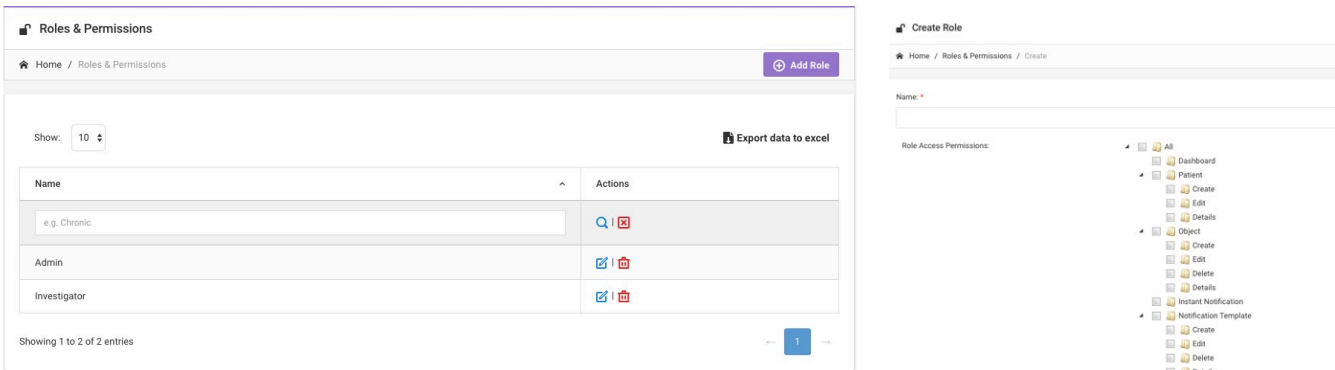 Roles & Permissions
Home / Roles & Permissions
Add Role
Show: 10
Export data to excel
Name
Actions
e.g. Chronic
|
Admin
|
Investigator
|
Showing 1 to 2 of 2 entries
← 1 →
Create Role
Home / Roles & Permissions / Create
Name: *
Role Access Permissions:
All
Dashboard
Patient
Create
Edit
Details
Object
Create
Edit
Delete
Details
Instant Notification
Notification Template
Create
Edit
Delete